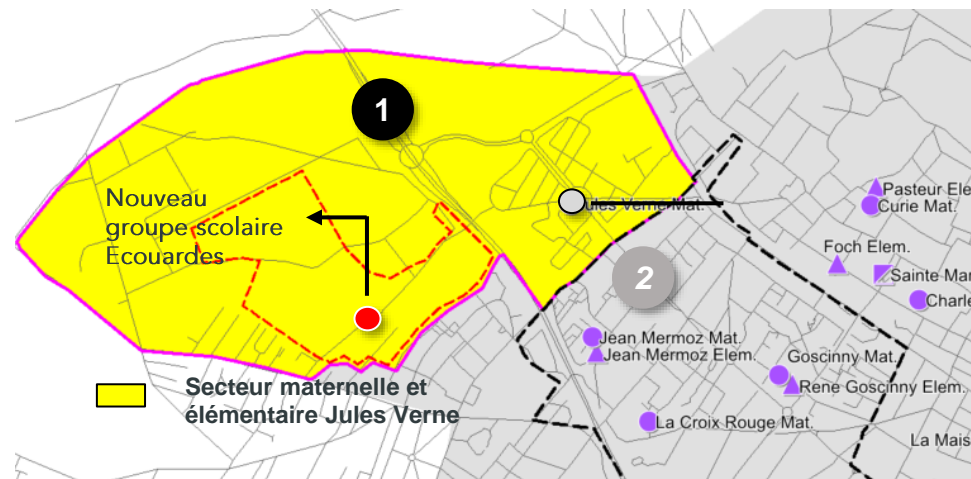 1
Nouveau
groupe scolaire
Ecouardes
Jules Verne Mat.
Pasteur Ele
Curie Mat.
Foch Elem.
2
Sainte Mar
Charle
Jean Mermoz Mat.
Jean Mermoz Elem.
Goscinny Mat.
Rene Goscinny Elem.
Secteur maternelle et
élémentaire Jules Verne
La Croix Rouge Mat.
La Mais